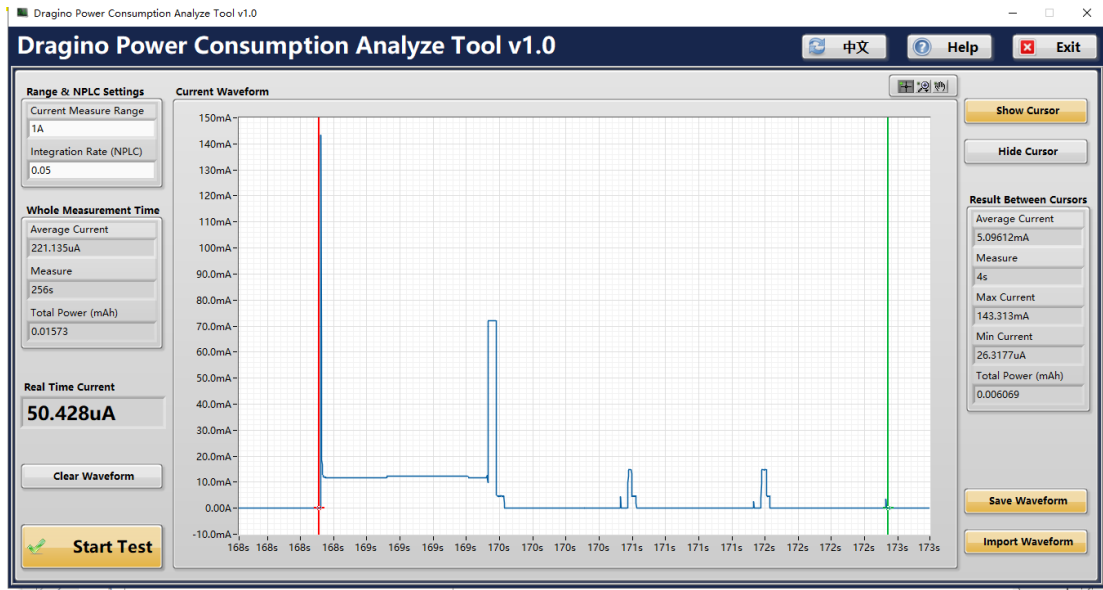 Dragino Power Consumption Analyze Tool v1.0
Dragino Power Consumption Analyze Tool v1.0
中文
Help
Exit
Range & NPLC Settings
Current Measure Range
1A
Integration Rate (NPLC)
0.05
Whole Measurement Time
Average Current
221.135uA
Measure
256s
Total Power (mAh)
0.01573
Real Time Current
50.428uA
Clear Waveform
Start Test
Current Waveform
150mA
140mA
130mA
120mA
110mA
100mA
90.0mA
80.0mA
70.0mA
60.0mA
50.0mA
40.0mA
30.0mA
20.0mA
10.0mA
0.00A
-10.0mA
168s 168s 168s 168s 169s 169s 169s 169s 170s 170s 170s 170s 171s 171s 171s 171s 172s 172s 172s 172s 173s 173s
Show Cursor
Hide Cursor
Result Between Cursors
Average Current
5.09612mA
Measure
4s
Max Current
143.313mA
Min Current
26.3177uA
Total Power (mAh)
0.006069
Save Waveform
Import Waveform